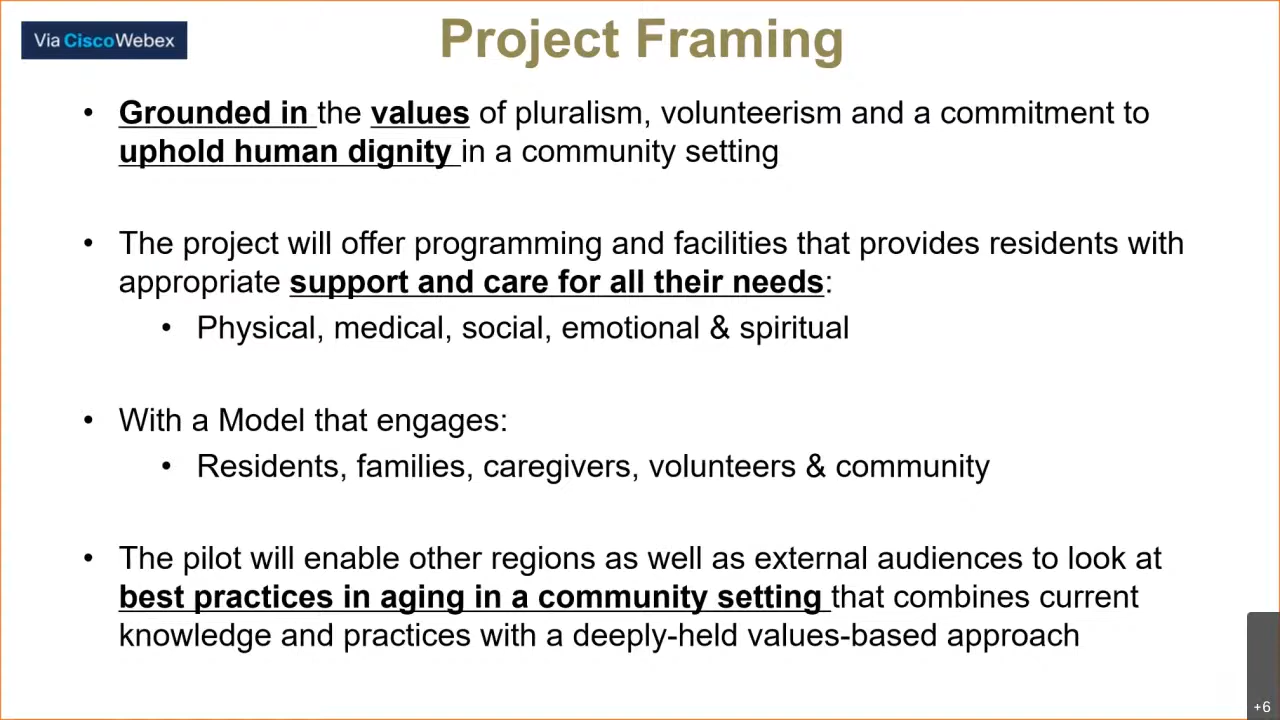 Via CiscoWebex
Project Framing
• Grounded in the values of pluralism, volunteerism and a commitment to
uphold human dignity in a community setting
• The project will offer programming and facilities that provides residents with
appropriate support and care for all their needs:
• Physical, medical, social, emotional & spiritual
• With a Model that engages:
• Residents, families, caregivers, volunteers & community
• The pilot will enable other regions as well as external audiences to look at
best practices in aging in a community setting that combines current
knowledge and practices with a deeply-held values-based approach
+6